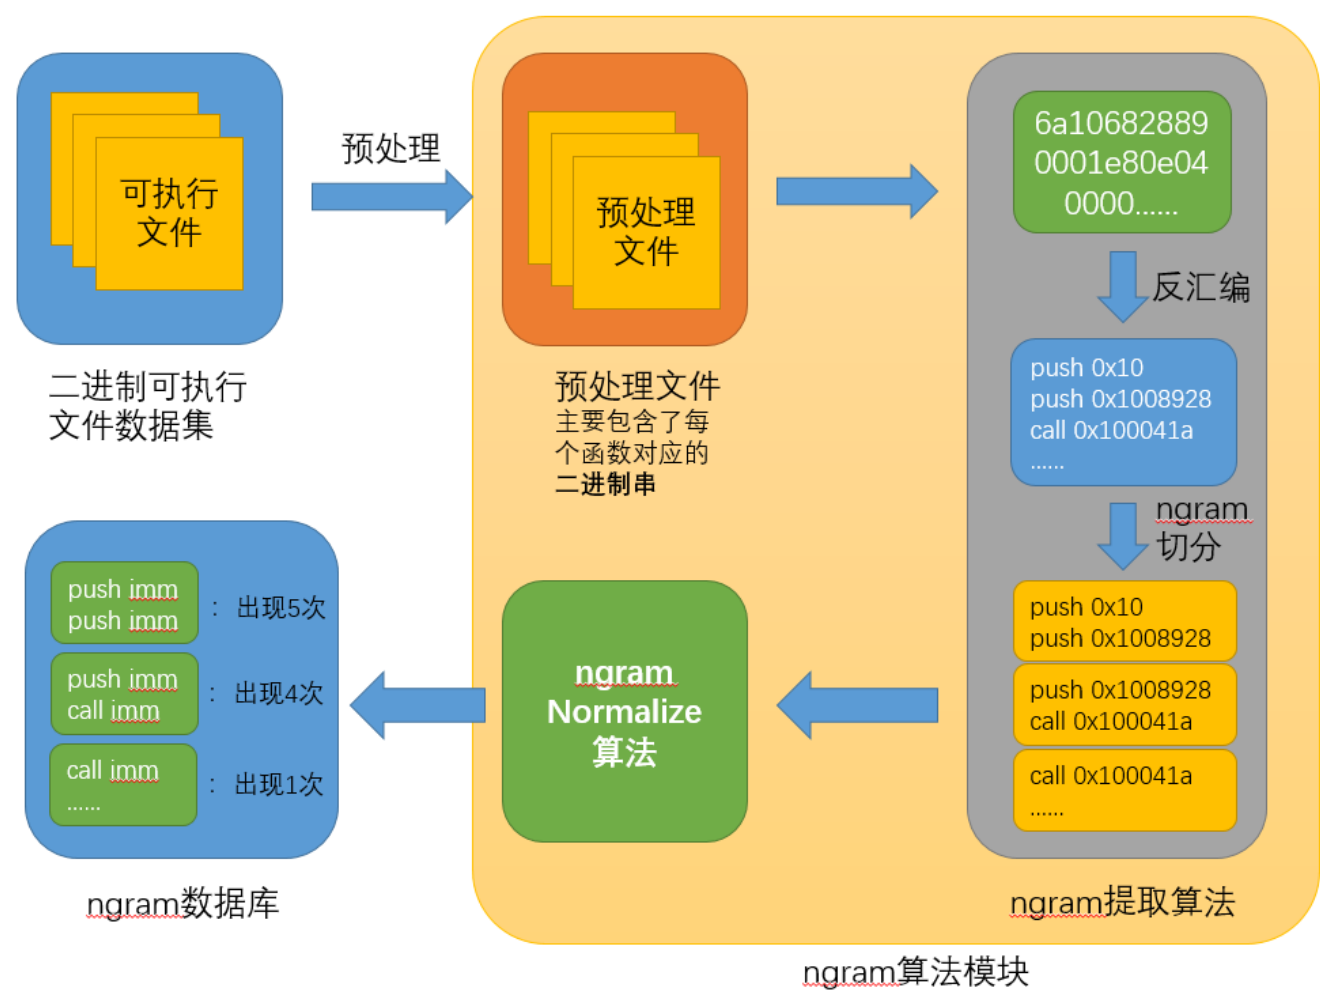 可执行
文件
二进制可执行
文件数据集
预处理
预处理
文件
预处理文件
主要包含了每
个函数对应的
二进制串
6a10682889
0001e80e04
0000......
反汇编
push 0x10
push 0x1008928
call 0x100041a
......
ngram
切分
push 0x10
push 0x1008928
push 0x1008928
call 0x100041a
call 0x100041a
......
ngram提取算法
ngram
Normalize
算法
ngram算法模块
push imm
push imm
： 出现5次
push imm
call imm
： 出现4次
call imm
......
： 出现1次
ngram数据库